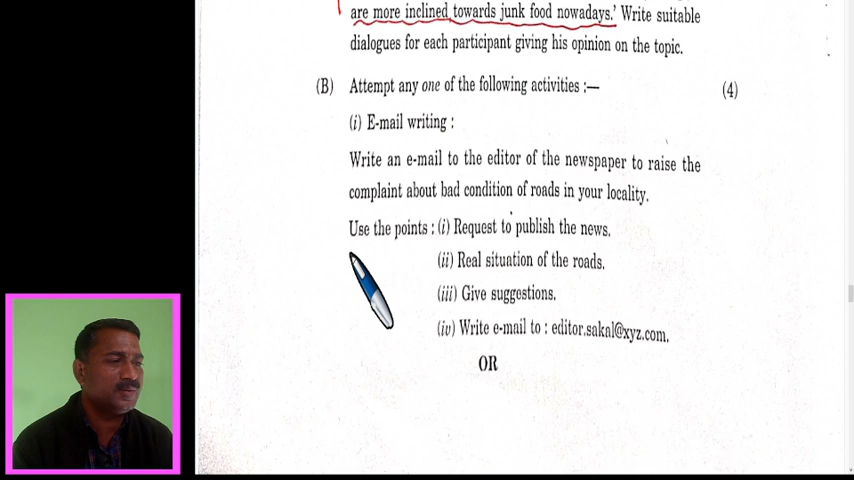 are more inclined towards junk food nowadays.' Write suitable
dialogues for each participant giving his opinion on the topic.
(B) Attempt any one of the following activities :— (4)
(i) E-mail writing :
Write an e-mail to the editor of the newspaper to raise the
complaint about bad condition of roads in your locality.
Use the points : (i) Request to publish the news.
(ii) Real situation of the roads.
(iii) Give suggestions.
(iv) Write e-mail to : editor.sakal@xyz.com.
OR